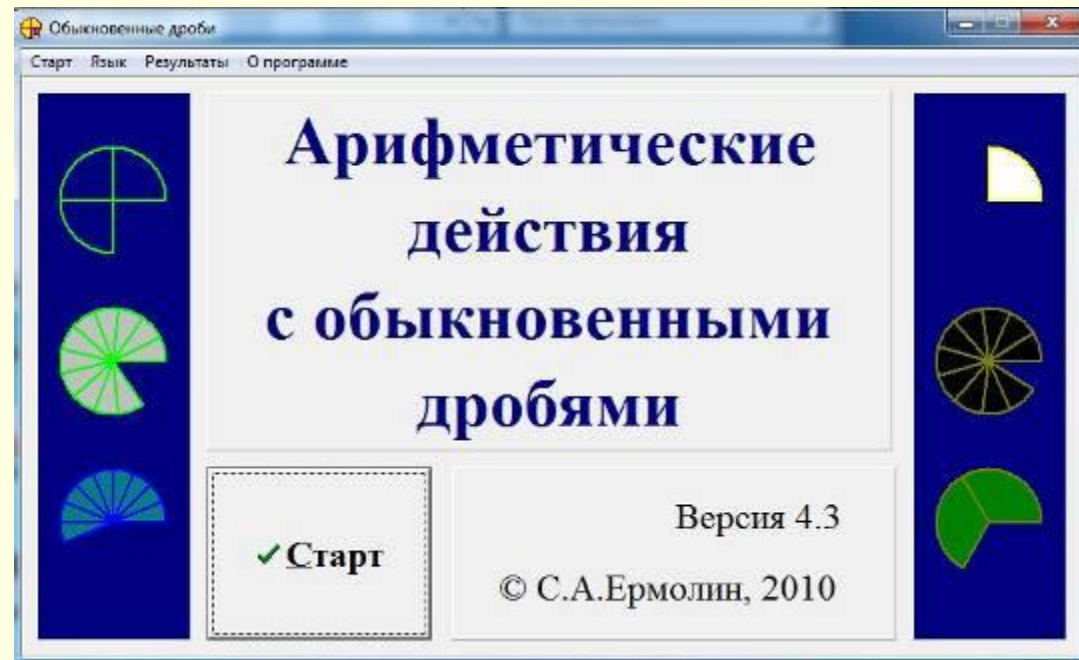 Обыкновенные дроби
Старт Язык Результаты О программе
Арифметические
действия
с обыкновенными
дробями
Старт
Версия 4.3
© С.А.Ермолин, 2010